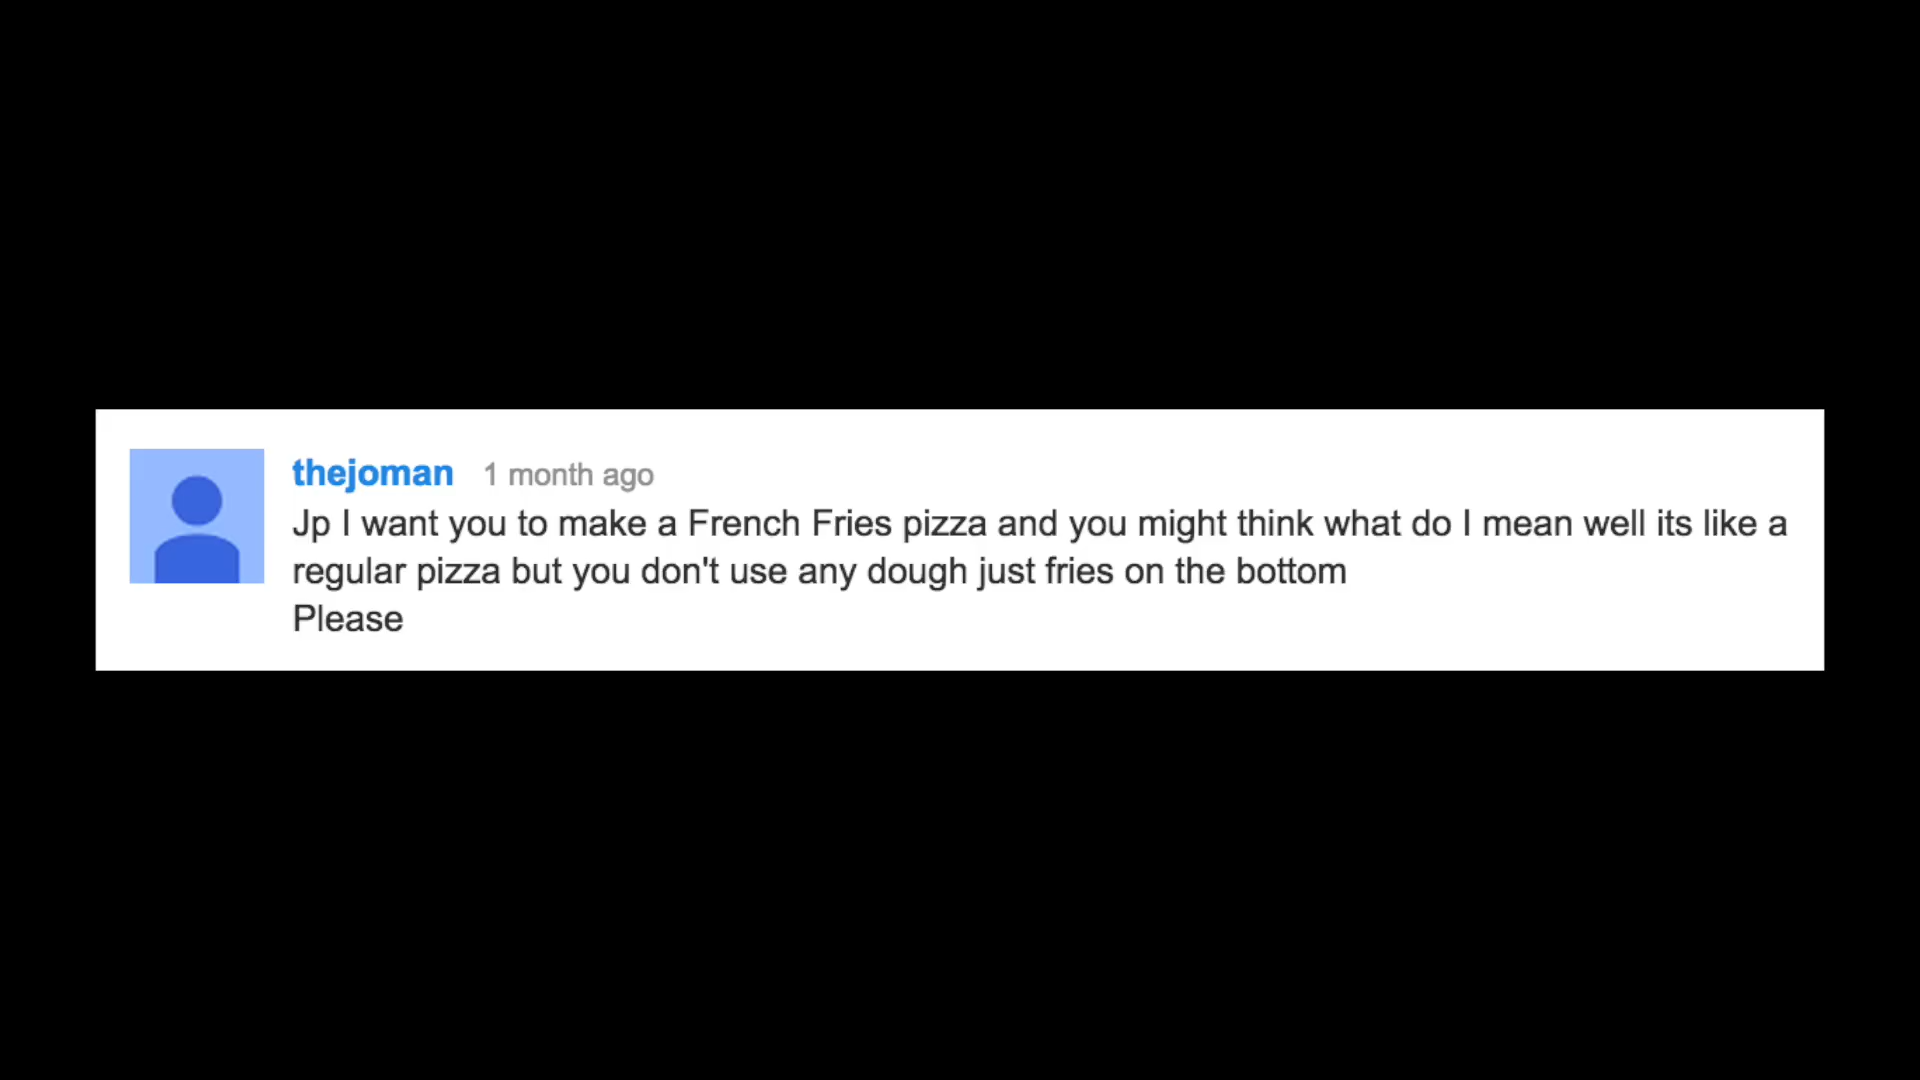 thejoman 1 month ago
Jp I want you to make a French Fries pizza and you might think what do I mean well its like a
regular pizza but you don't use any dough just fries on the bottom
Please